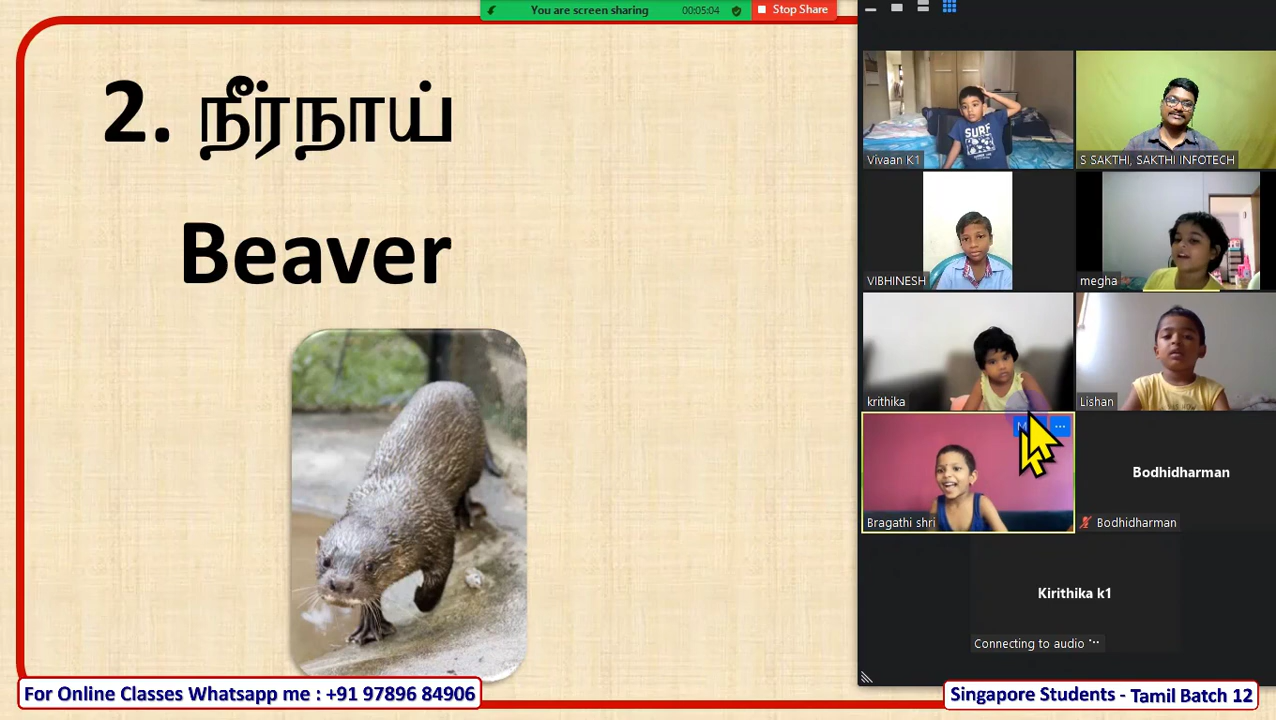 You are screen sharing 00:05:04 Stop Share
2. நீர்நாய்
Beaver
SURF
Vivaan K1
S SAKTHI, SAKTHI INFOTECH
VIBHINESH
megha
krithika
Lishan
Bragathi shri
Bodhidharman
Bodhidharman
Kirithika k1
Connecting to audio
For Online Classes Whatsapp me : +91 97896 84906
Singapore Students - Tamil Batch 12